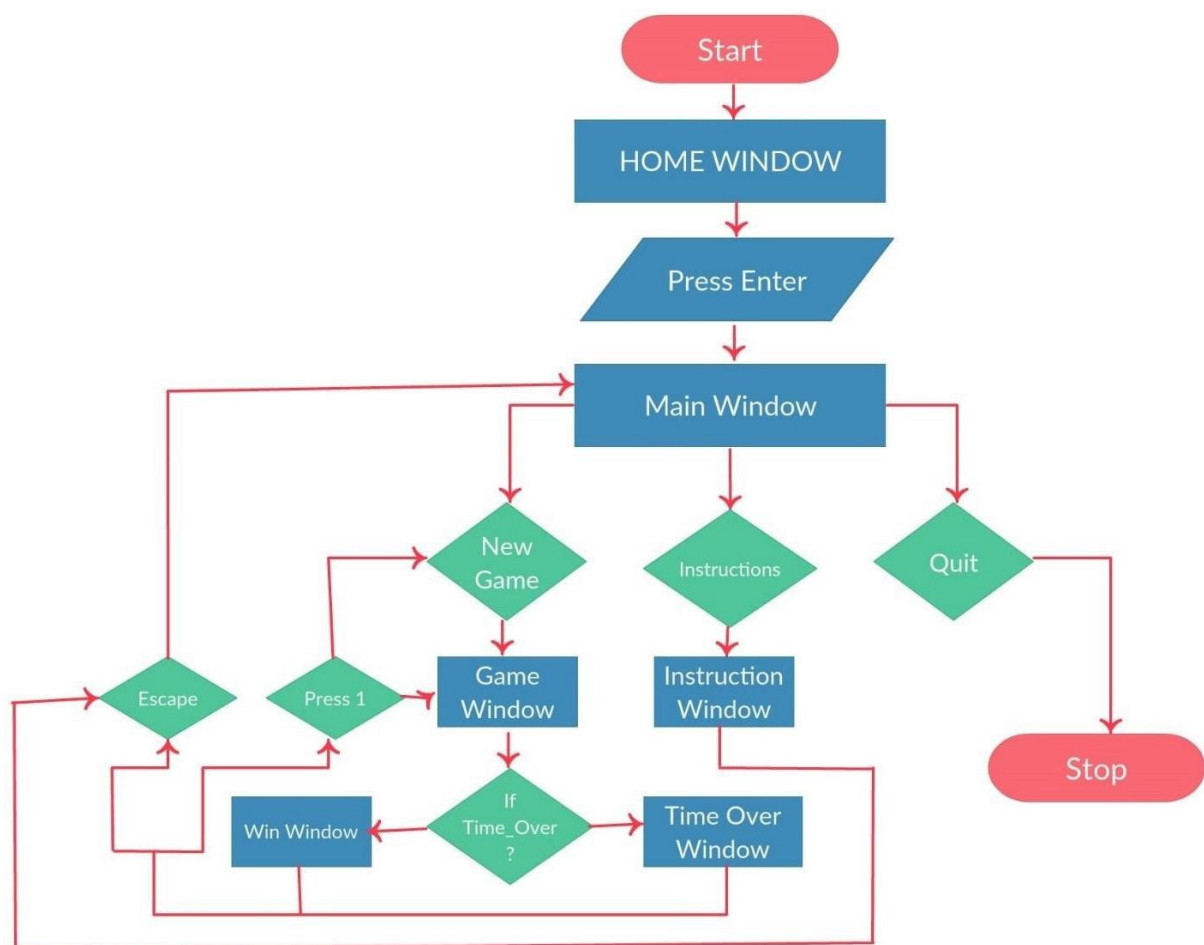 Start
HOME WINDOW
Press Enter
Main Window
New
Game
Instructions
Quit
Escape
Press 1
Game
Window
Instruction
Window
Stop
Win Window
If
Time_Over
?
Time Over
Window